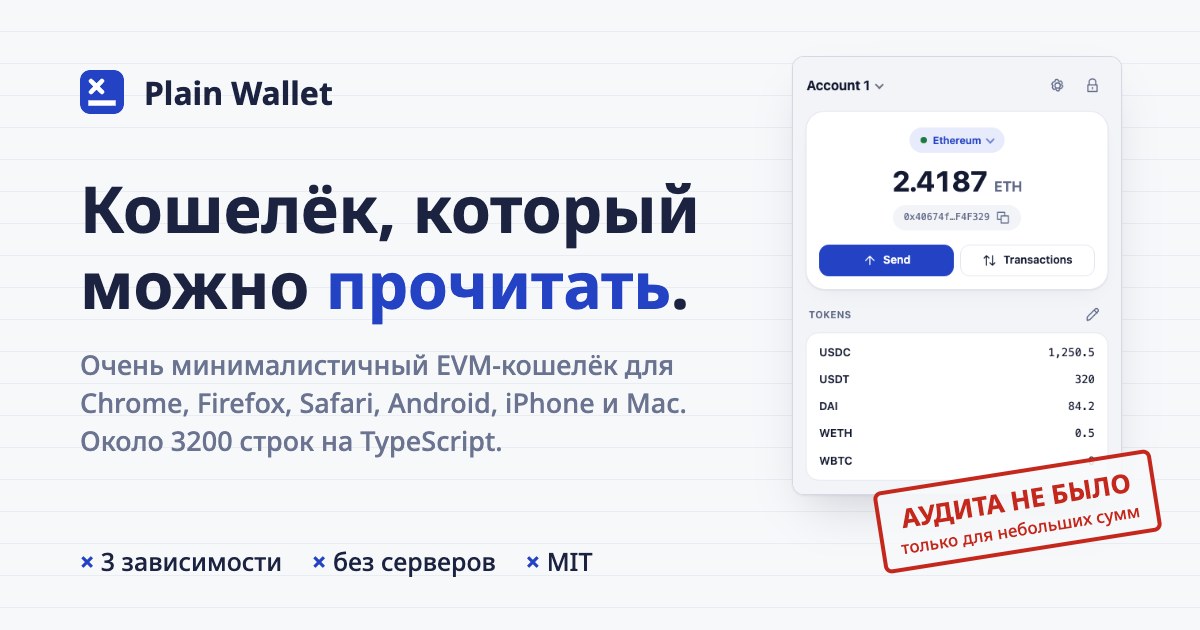 Plain Wallet
Кошелёк, который
можно прочитать.
Очень минималистичный EVM-кошелёк для
Chrome, Firefox, Safari, Android, iPhone и Mac.
Около 3200 строк на TypeScript.
× 3 зависимости × без серверов × MIT
Account 1
Ethereum
2.4187 ETH
0x40674f…F4F329
Send Transactions
TOKENS
USDC 1,250.5
USDT 320
DAI 84.2
WETH 0.5
WBTC
АУДИТА НЕ БЫЛО
только для небольших сумм